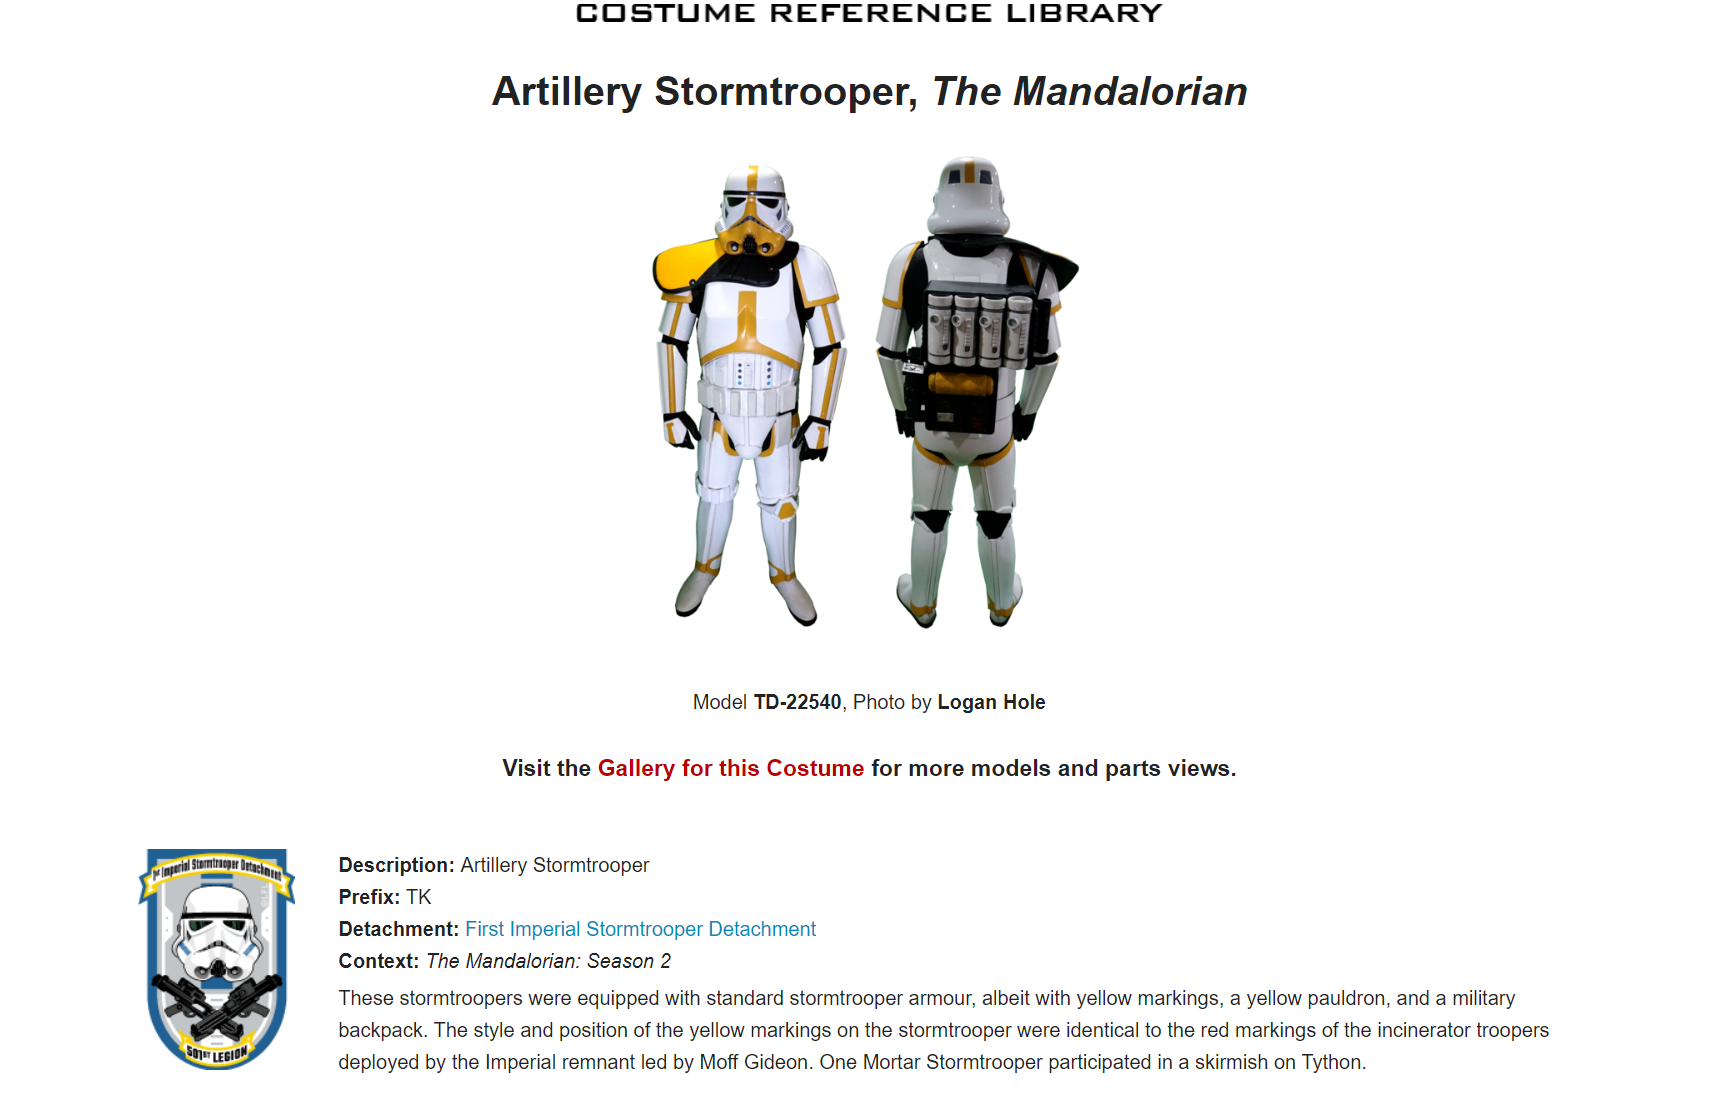 COSTUME REFERENCE LIBRARY
Artillery Stormtrooper, The Mandalorian
Model TD-22540, Photo by Logan Hole
Visit the Gallery for this Costume for more models and parts views.
1st Imperial Stormtrooper Detachment
©LFL
501ST LEGION
Description: Artillery Stormtrooper
Prefix: TK
Detachment: First Imperial Stormtrooper Detachment
Context: The Mandalorian: Season 2
These stormtroopers were equipped with standard stormtrooper armour, albeit with yellow markings, a yellow pauldron, and a military
backpack. The style and position of the yellow markings on the stormtrooper were identical to the red markings of the incinerator troopers
deployed by the Imperial remnant led by Moff Gideon. One Mortar Stormtrooper participated in a skirmish on Tython.